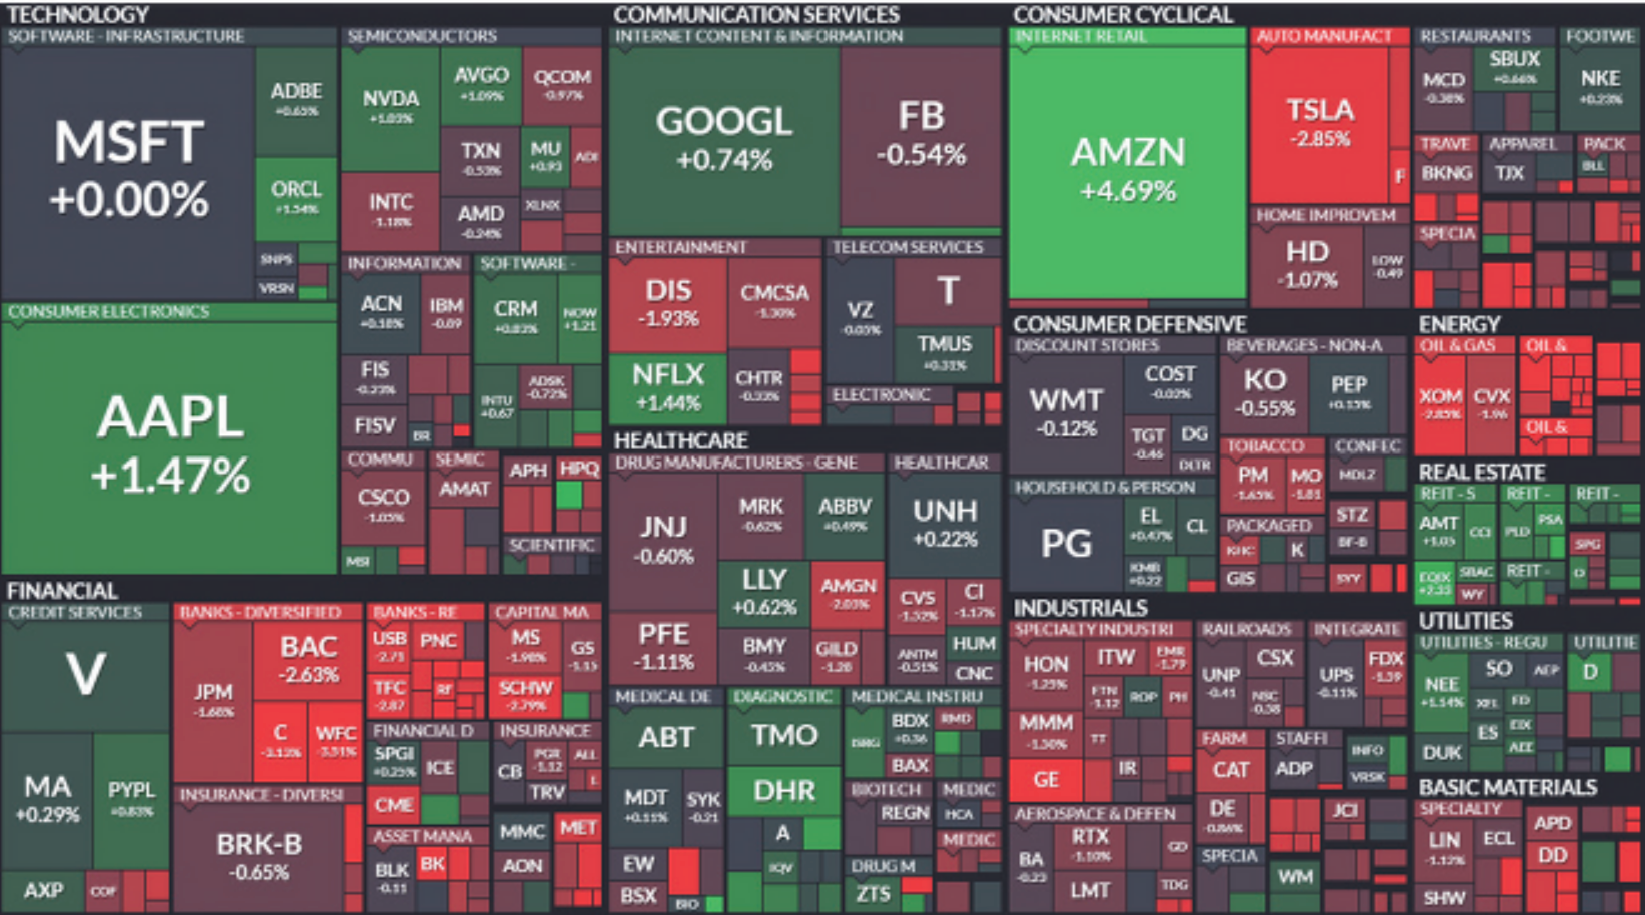 TECHNOLOGY
SOFTWARE - INFRASTRUCTURE
MSFT
+0.00%
ADBE
+0.65%
ORCL
+1.54%
SNPS
VRSN
CONSUMER ELECTRONICS
AAPL
+1.47%
SEMICONDUCTORS
NVDA
+1.03%
AVGO
+1.09%
QCOM
-0.97%
TXN
-0.53%
MU
+0.93
ADI
INTC
-1.18%
AMD
-0.24%
XLNX
INFORMATION
ACN
+0.18%
IBM
-0.89
FIS
-0.23%
FISV
BR
SOFTWARE -
CRM
+0.83%
NOW
+1.21
INTU
+0.67
ADSK
-0.72%
COMMU
CSCO
-1.05%
MSI
SEMIC
AMAT
APH
HPQ
SCIENTIFIC
COMMUNICATION SERVICES
INTERNET CONTENT & INFORMATION
GOOGL
+0.74%
FB
-0.54%
ENTERTAINMENT
DIS
-1.93%
CMCSA
-1.30%
NFLX
+1.44%
CHTR
-0.33%
TELECOM SERVICES
VZ
-0.05%
T
TMUS
+0.31%
ELECTRONIC
CONSUMER CYCLICAL
INTERNET RETAIL
AMZN
+4.69%
AUTO MANUFACT
TSLA
-2.85%
F
HOME IMPROVEM
HD
-1.07%
LOW
-0.49
RESTAURANTS
MCD
-0.38%
SBUX
+0.66%
FOOTWE
NKE
+0.23%
TRAVE
BKNG
APPAREL
TJX
PACK
BLL
SPECIA
CONSUMER DEFENSIVE
DISCOUNT STORES
WMT
-0.12%
COST
-0.02%
TGT
-0.46
DG
DLTR
BEVERAGES - NON-A
KO
-0.55%
PEP
+0.15%
HOUSEHOLD & PERSON
PG
EL
+0.47%
CL
KMB
+0.22
TOBACCO
PM
-1.65%
MO
-1.81
CONFEC
MDLZ
PACKAGED
KHC
K
GIS
STZ
BF-B
SYY
ENERGY
OIL & GAS
XOM
-2.85%
CVX
-1.96
OIL &
OIL &
REAL ESTATE
REIT - S
AMT
+1.05
CCI
EQIX
+2.33
SBAC
WY
REIT -
PLD
PSA
REIT -
REIT -
SPG
O
HEALTHCARE
DRUG MANUFACTURERS - GENE
JNJ
-0.60%
MRK
-0.62%
ABBV
+0.49%
LLY
+0.62%
AMGN
-2.03%
PFE
-1.11%
BMY
-0.45%
GILD
-1.28
HEALTHCAR
UNH
+0.22%
CVS
-1.32%
CI
-1.17%
ANTM
-0.51%
HUM
CNC
MEDICAL DE
ABT
MDT
+0.11%
SYK
-0.21
EW
BSX
BIO
DIAGNOSTIC
TMO
DHR
A
IQV
MEDICAL INSTRU
ISRG
BDX
+0.36
RMD
BAX
BIOTECH
REGN
MEDIC
HCA
MEDIC
DRUG M
ZTS
FINANCIAL
CREDIT SERVICES
V
MA
+0.29%
PYPL
+0.83%
AXP
COF
BANKS - DIVERSIFIED
JPM
-1.68%
BAC
-2.63%
C
-3.13%
WFC
-3.51%
INSURANCE - DIVERSI
BRK-B
-0.65%
BANKS - RE
USB
-2.71
PNC
TFC
-2.87
RF
CAPITAL MA
MS
-1.98%
GS
-1.15
SCHW
-2.79%
FINANCIAL D
SPGI
+0.25%
ICE
CME
INSURANCE
CB
PGR
-1.12
ALL
L
TRV
ASSET MANA
BLK
-0.11
BK
MMC
AON
MET
INDUSTRIALS
SPECIALTY INDUSTRI
HON
-1.25%
ITW
EMR
-1.79
ETN
-1.12
ROP
PH
MMM
-1.30%
TT
GE
IR
RAILROADS
UNP
-0.41
CSX
NSC
-0.38
INTEGRATE
UPS
-0.11%
FDX
-1.39
FARM
CAT
DE
-0.86%
STAFFI
ADP
INFO
VRSK
JCI
AEROSPACE & DEFEN
BA
-0.23
RTX
-1.10%
GD
LMT
TDG
SPECIA
WM
UTILITIES
UTILITIES - REGU
NEE
+1.14%
SO
AEP
XEL
ED
ES
EIX
AEE
DUK
UTILITIE
D
BASIC MATERIALS
SPECIALTY
LIN
-1.12%
ECL
SHW
APD
DD